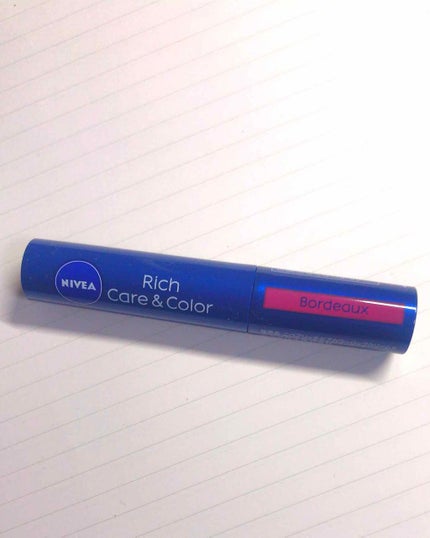 NIVEA
Rich
Care & Color
Bordeaux